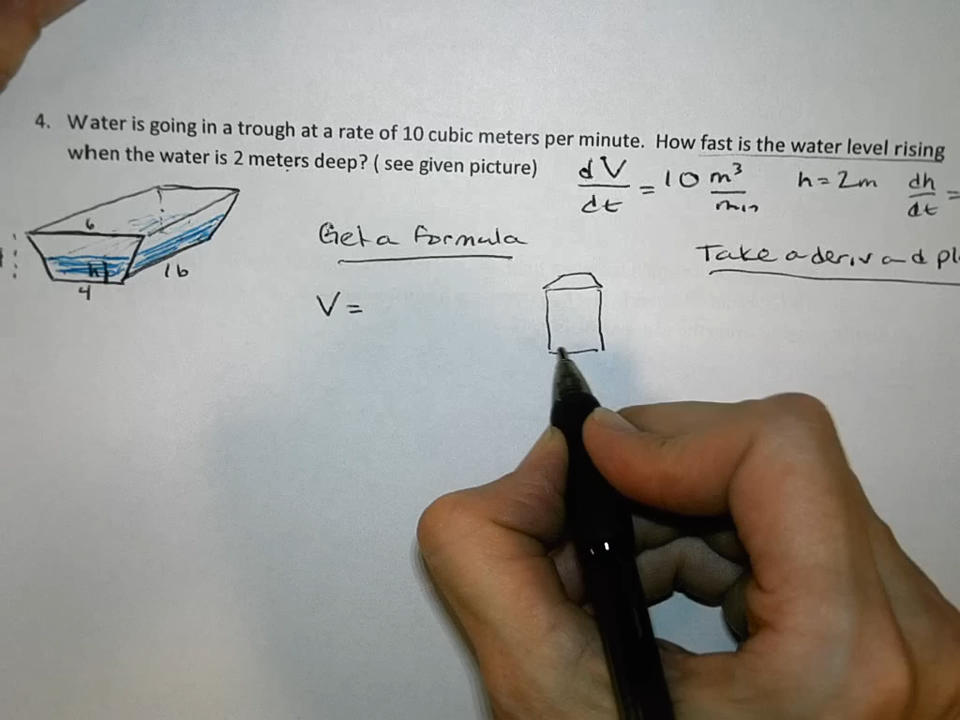 4. Water is going in a trough at a rate of 10 cubic meters per minute. How fast is the water level rising
when the water is 2 meters deep? ( see given picture)
dV/dt = 10 m³/min h = 2m dh/dt =
6
h
4
16
Get a formula
Take a deriv and pl
V =